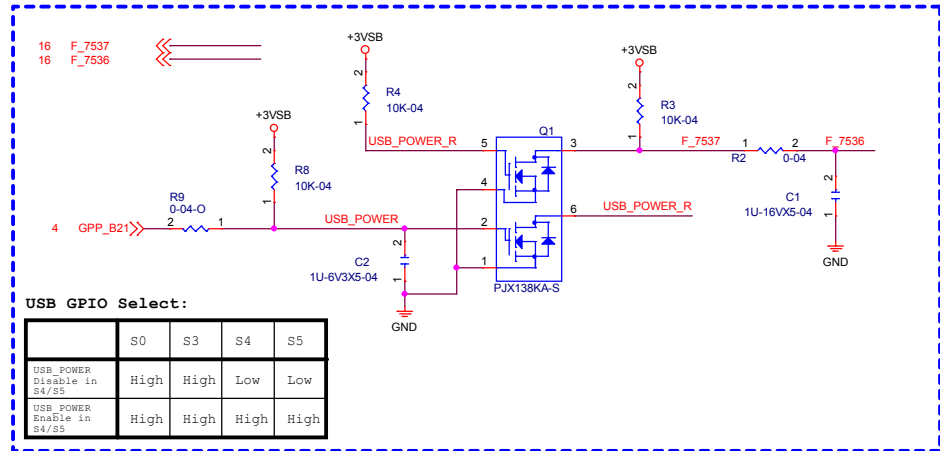 16 F_7537
16 F_7536
+3VSB
2
R4
10K-04
1
USB_POWER_R
5
Q1
3
+3VSB
2
R3
10K-04
1
F_7537
1
R2
2
0-04
F_7536
2
C1
1U-16VX5-04
1
GND
+3VSB
2
R8
10K-04
1
4 GPP_B21
R9
0-04-O
2
1
USB_POWER
2
C2
1U-6V3X5-04
1
GND
4
2
1
6
USB_POWER_R
PJX138KA-S
USB GPIO Select:
S0 S3 S4 S5
USB_POWER
Disable in
S4/S5
High High Low Low
USB_POWER
Enable in
S4/S5
High High High High